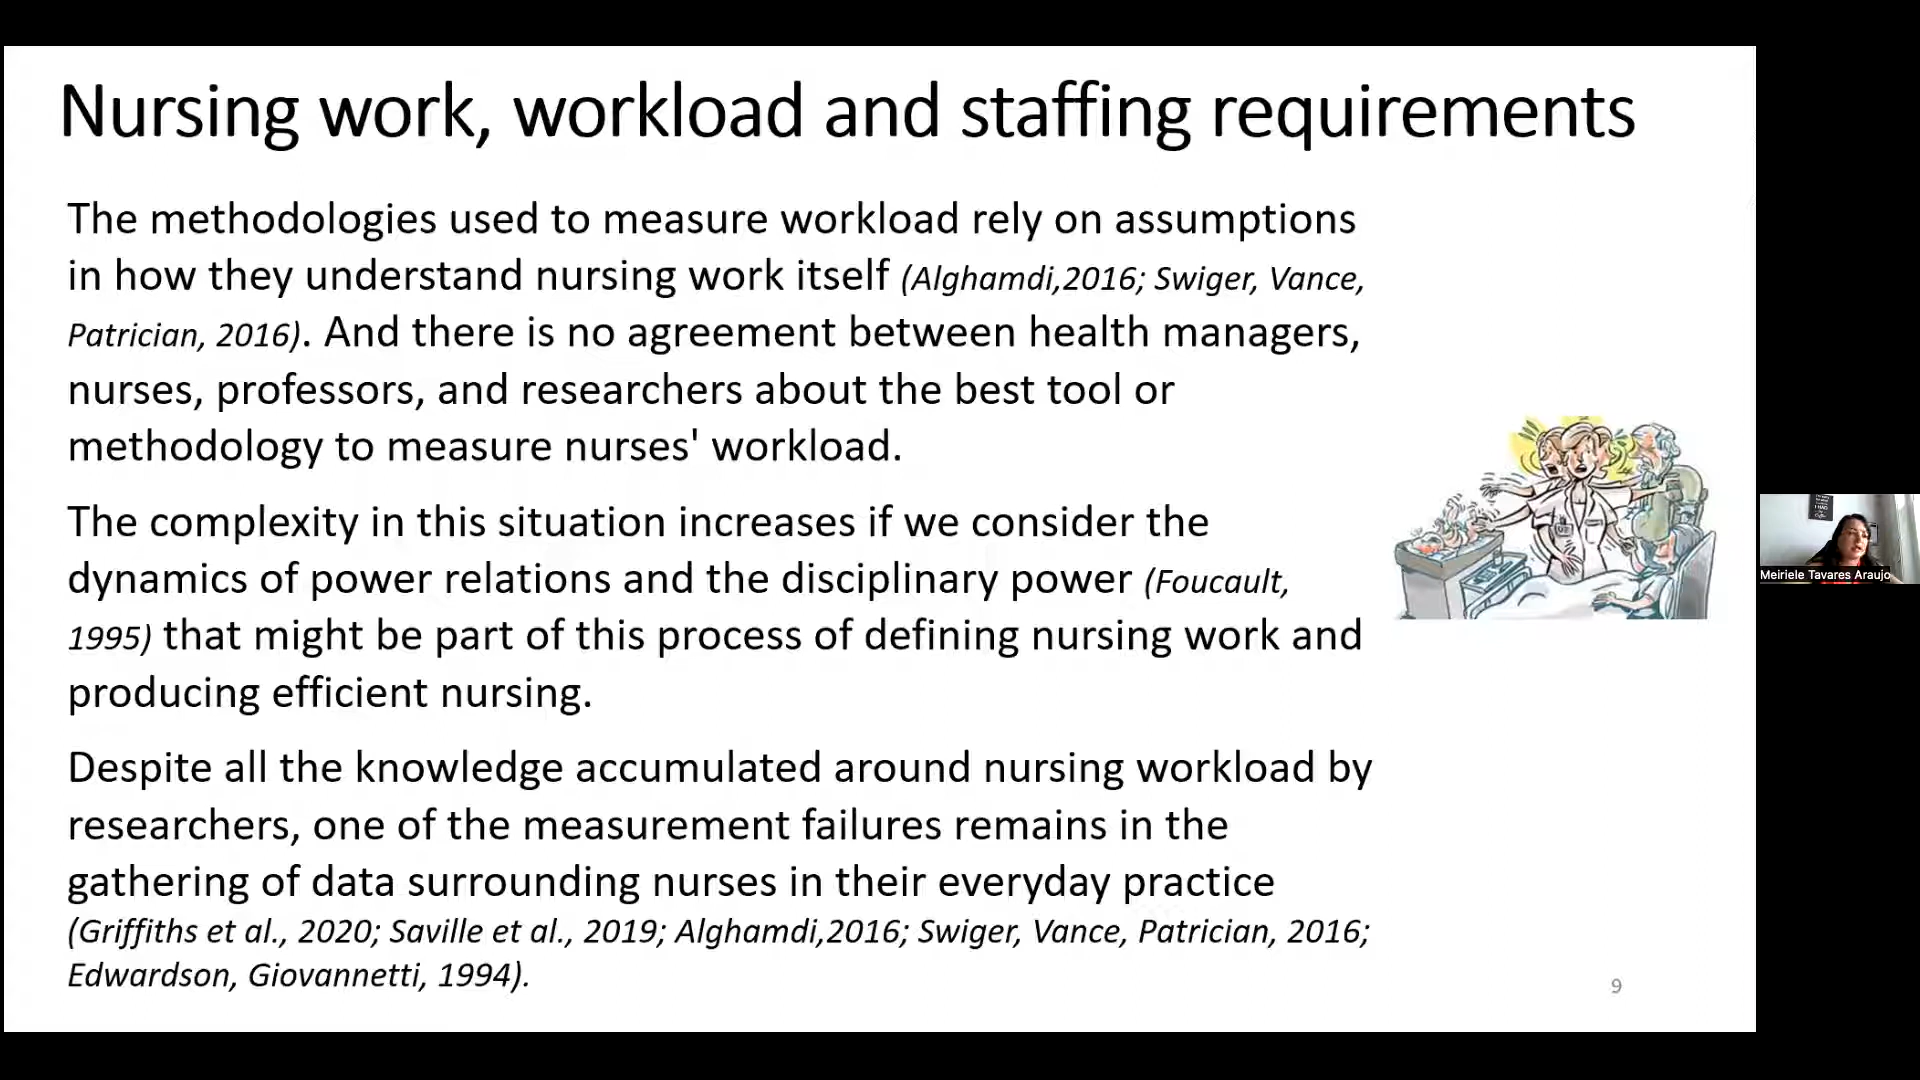 Nursing work, workload and staffing requirements
The methodologies used to measure workload rely on assumptions
in how they understand nursing work itself (Alghamdi,2016; Swiger, Vance,
Patrician, 2016). And there is no agreement between health managers,
nurses, professors, and researchers about the best tool or
methodology to measure nurses' workload.
The complexity in this situation increases if we consider the
dynamics of power relations and the disciplinary power (Foucault,
1995) that might be part of this process of defining nursing work and
producing efficient nursing.
Despite all the knowledge accumulated around nursing workload by
researchers, one of the measurement failures remains in the
gathering of data surrounding nurses in their everyday practice
(Griffiths et al., 2020; Saville et al., 2019; Alghamdi,2016; Swiger, Vance, Patrician, 2016;
Edwardson, Giovannetti, 1994).
9
Meiriele Tavares Araujo